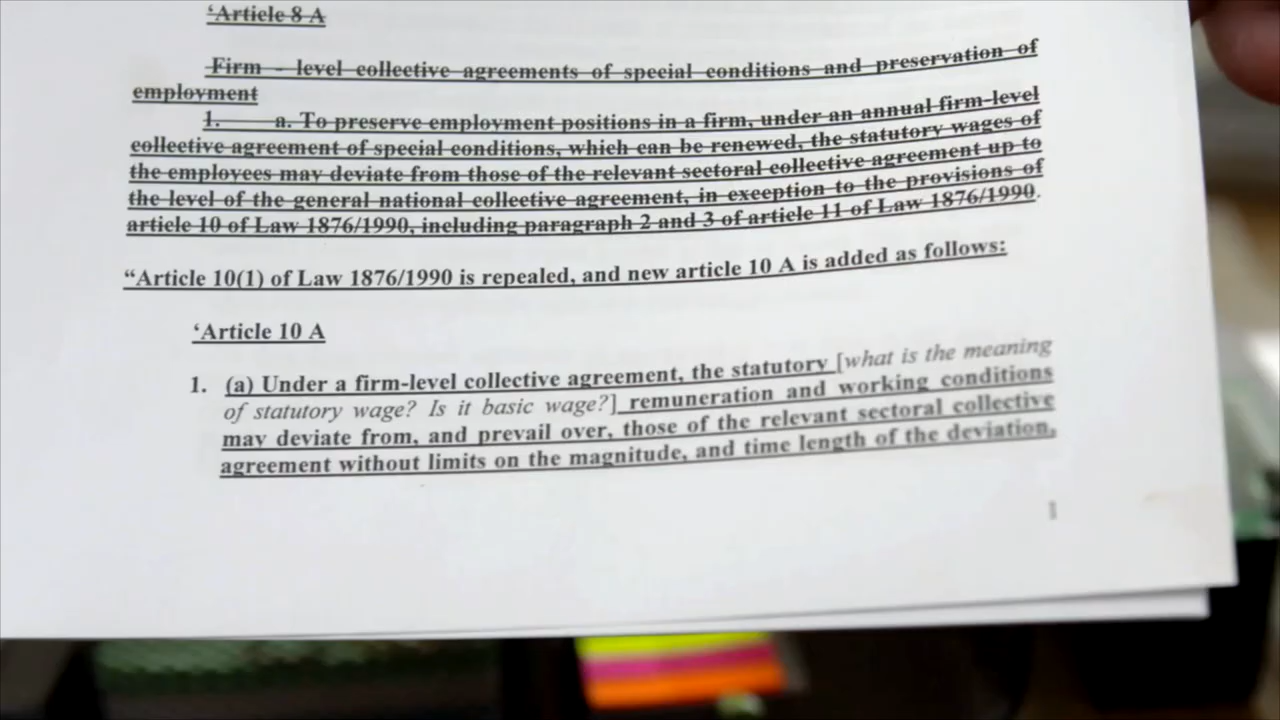 ‘Article 8 A
Firm - level collective agreements of special conditions and preservation of
employment
1. a. To preserve employment positions in a firm, under an annual firm-level
collective agreement of special conditions, which can be renewed, the statutory wages of
the employees may deviate from those of the relevant sectoral collective agreement up to
the level of the general national collective agreement, in exeption to the provisions of
article 10 of Law 1876/1990, including paragraph 2 and 3 of article 11 of Law 1876/1990.
“Article 10(1) of Law 1876/1990 is repealed, and new article 10 A is added as follows:
‘Article 10 A
1. (a) Under a firm-level collective agreement, the statutory [what is the meaning
of statutory wage? Is it basic wage?] remuneration and working conditions
may deviate from, and prevail over, those of the relevant sectoral collective
agreement without limits on the magnitude, and time length of the deviation,
1